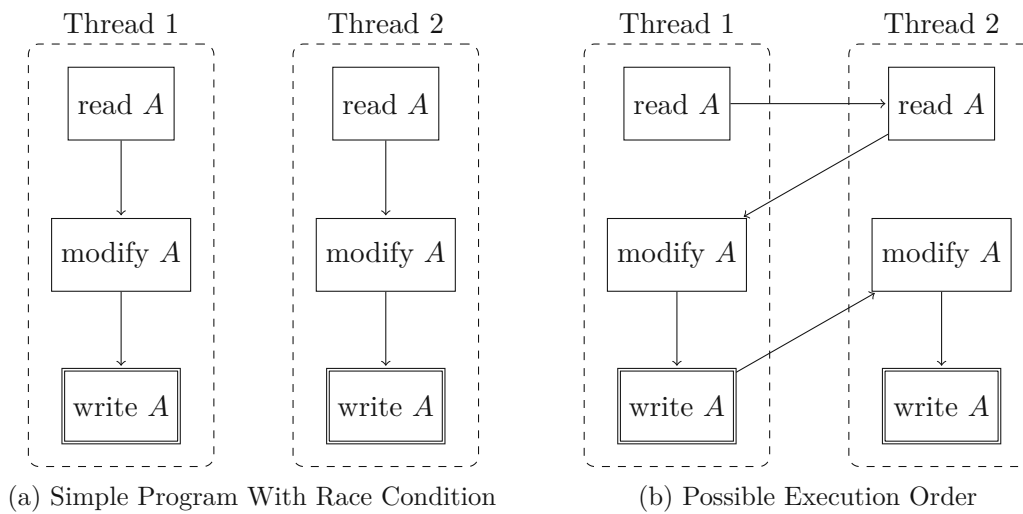 Thread 1
Thread 2
Thread 1
Thread 2
read A
read A
read A
read A
modify A
modify A
modify A
modify A
write A
write A
write A
write A
(a) Simple Program With Race Condition
(b) Possible Execution Order